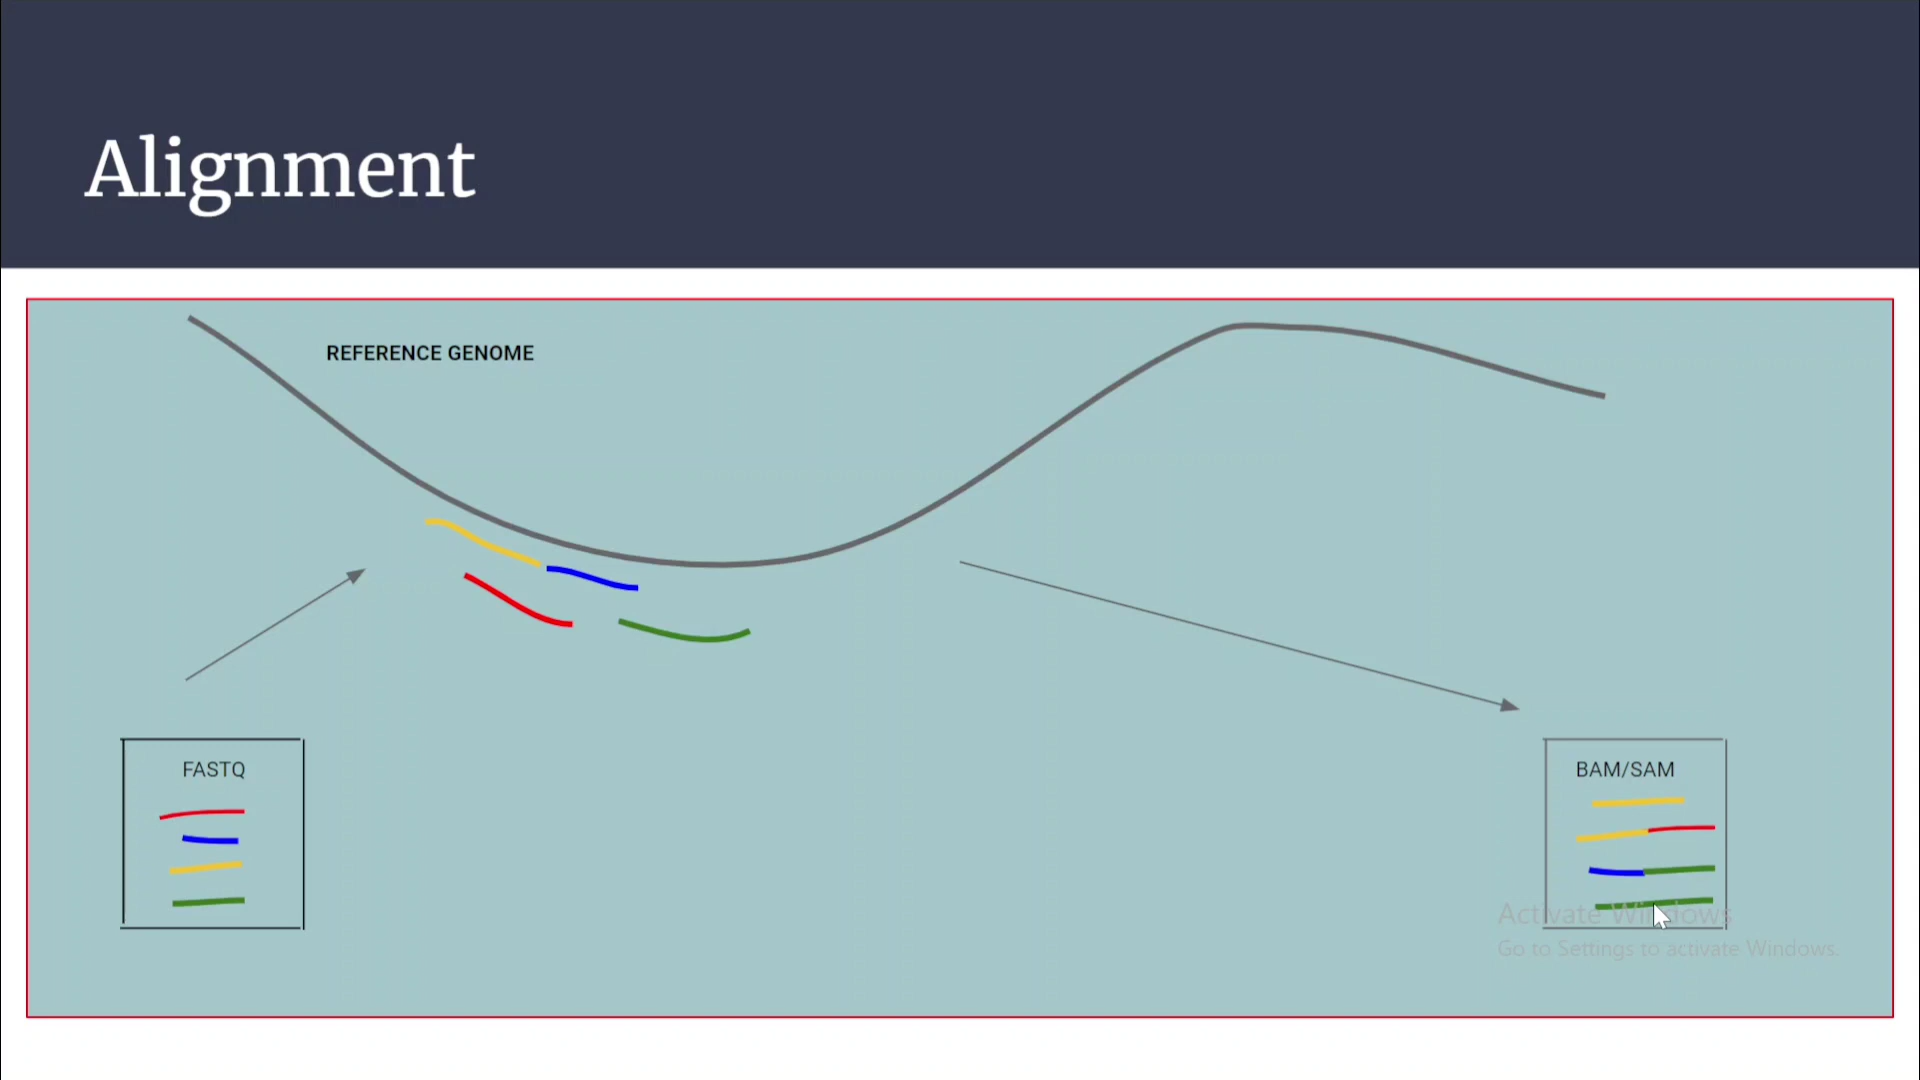 Alignment
REFERENCE GENOME
FASTQ
BAM/SAM
Activate Windows
Go to Settings to activate Windows.